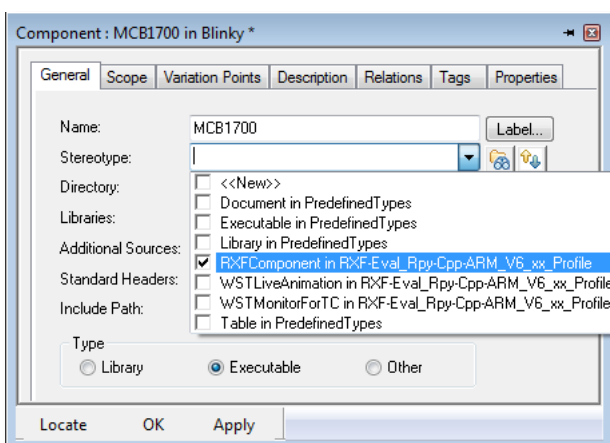 Component : MCB1700 in Blinky *
General Scope Variation Points Description Relations Tags Properties
Name: MCB1700 Label...
Stereotype:
Directory: <<New>>
Document in PredefinedTypes
Libraries: Executable in PredefinedTypes
Additional Sources: Library in PredefinedTypes
RXFComponent in RXF-Eval_Rpy-Cpp-ARM_V6_xx_Profile
Standard Headers: WSTLiveAnimation in RXF-Eval_Rpy-Cpp-ARM_V6_xx_Profile
Include Path: WSTMonitorForTC in RXF-Eval_Rpy-Cpp-ARM_V6_xx_Profile
Table in PredefinedTypes
Type
Library Executable Other
Locate OK Apply